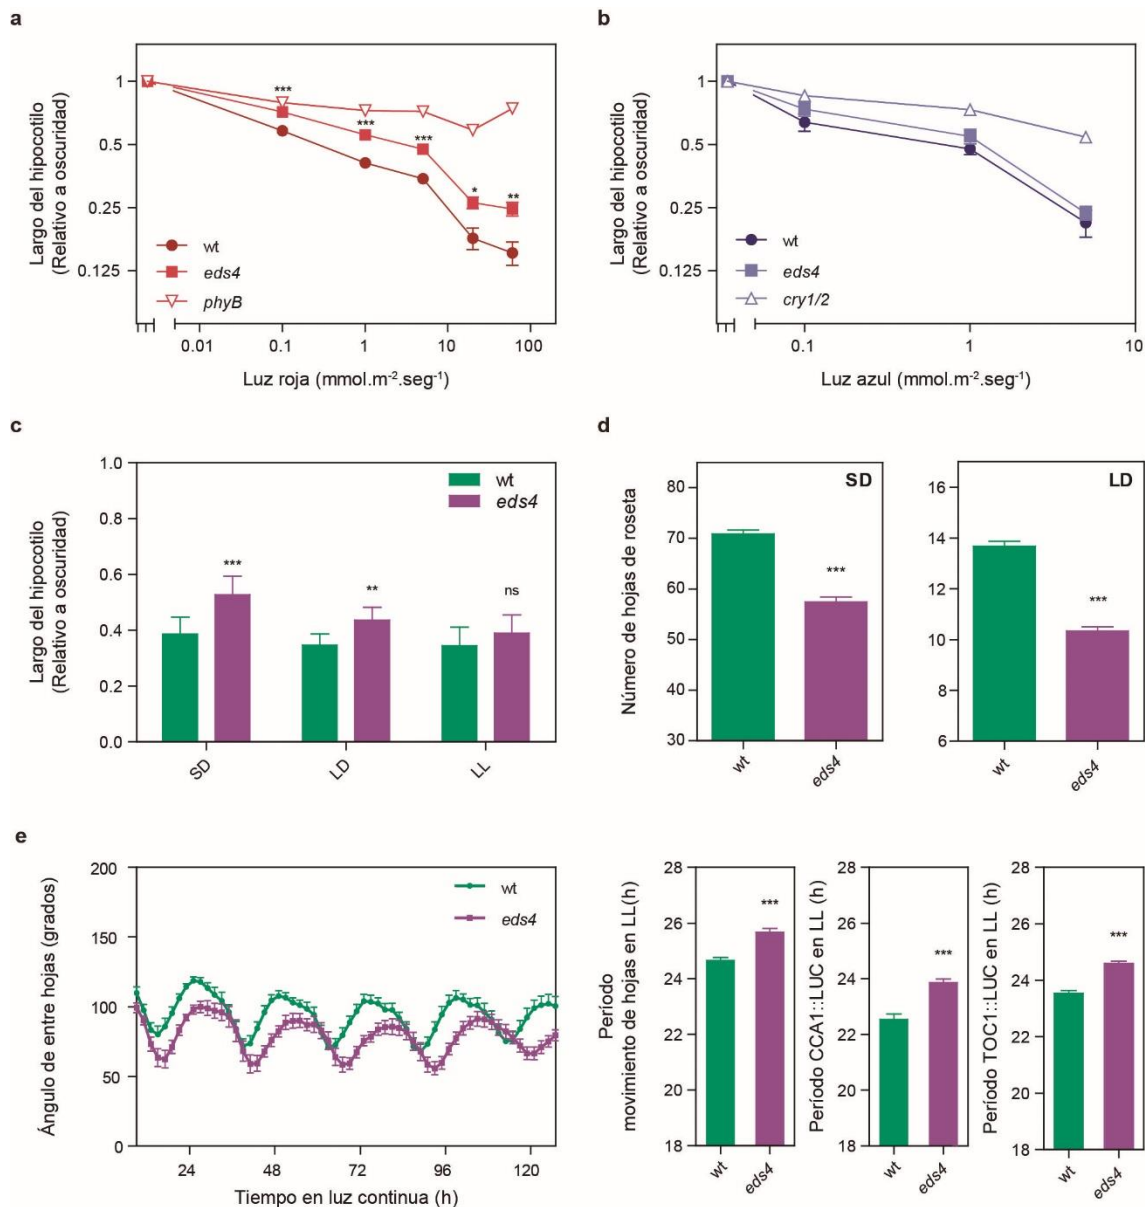 a
Largo del hipocotilo
(Relativo a oscuridad)
1
0.5
0.25
0.125
***
***
***
*
**
wt
eds4
phyB
0.01
0.1
1
10
100
Luz roja (mmol.m⁻².seg⁻¹)
b
Largo del hipocotilo
(Relativo a oscuridad)
1
0.5
0.25
0.125
wt
eds4
cry1/2
0.1
1
10
Luz azul (mmol.m⁻².seg⁻¹)
c
Largo del hipocotilo
(Relativo a oscuridad)
1.0
0.8
0.6
0.4
0.2
0.0
wt
eds4
***
**
ns
SD
LD
LL
d
Número de hojas de roseta
80
70
60
50
40
30
SD
***
wt
eds4
16
14
12
10
8
6
LD
***
wt
eds4
e
Ángulo de entre hojas (grados)
200
150
100
50
0
wt
eds4
24
48
72
96
120
Tiempo en luz continua (h)
Período
movimiento de hojas en LL(h)
28
26
24
22
20
18
***
wt
eds4
Período CCA1::LUC en LL (h)
28
26
24
22
20
18
***
wt
eds4
Período TOC1::LUC en LL (h)
28
26
24
22
20
18
***
wt
eds4